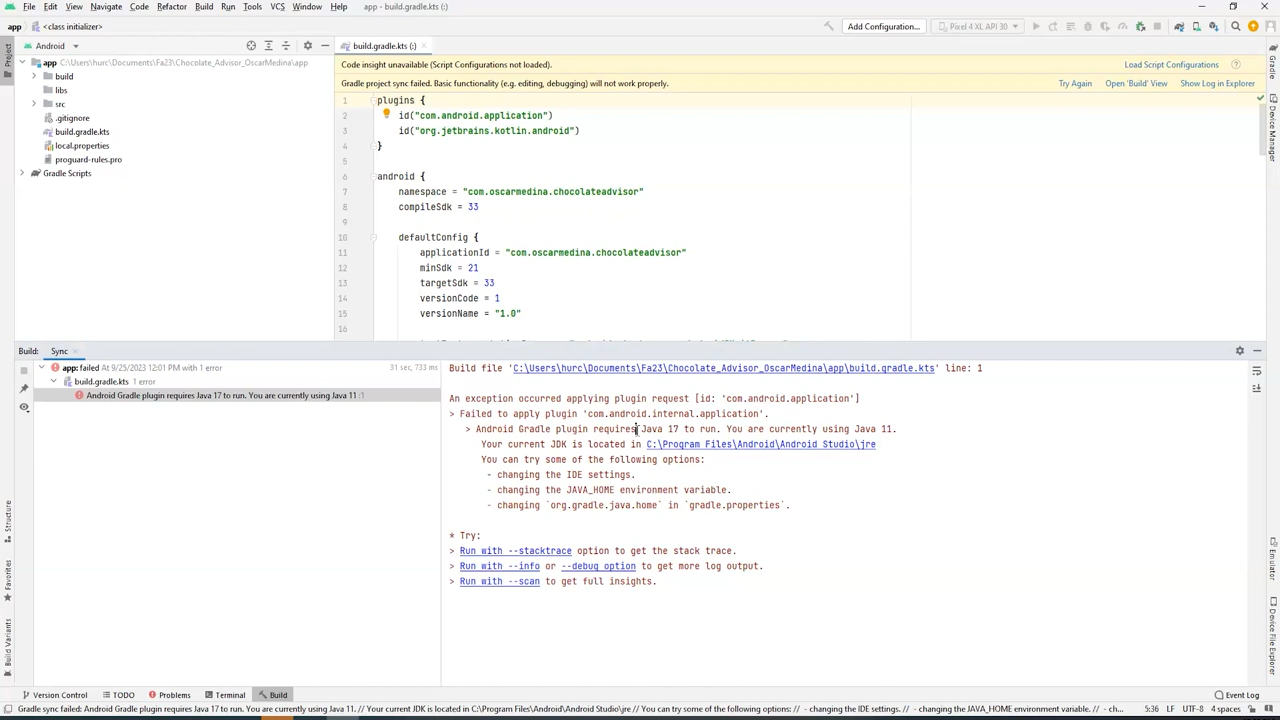 File Edit View Navigate Code Refactor Build Run Tools VCS Window Help app - build.gradle.kts (:)
app <class initializer>
Add Configuration...
Pixel 4 XL API 30
Project
Android
build.gradle.kts (:)
app C:\Users\hurc\Documents\Fa23\Chocolate_Advisor_OscarMedina\app
build
libs
src
.gitignore
build.gradle.kts
local.properties
proguard-rules.pro
Gradle Scripts
Code insight unavailable (Script Configurations not loaded).
Load Script Configurations
Gradle project sync failed. Basic functionality (e.g. editing, debugging) will not work properly.
Try Again Open 'Build' View Show Log in Explorer
1 plugins {
2 id("com.android.application")
3 id("org.jetbrains.kotlin.android")
4 }
5
6 android {
7 namespace = "com.oscarmedina.chocolateadvisor"
8 compileSdk = 33
9
10 defaultConfig {
11 applicationId = "com.oscarmedina.chocolateadvisor"
12 minSdk = 21
13 targetSdk = 33
14 versionCode = 1
15 versionName = "1.0"
16
Gradle
Device Manager
Build: Sync
app: failed At 9/25/2023 12:01 PM with 1 error 31 sec, 733 ms
build.gradle.kts 1 error
Android Gradle plugin requires Java 17 to run. You are currently using Java 11 :1
Build file 'C:\Users\hurc\Documents\Fa23\Chocolate_Advisor_OscarMedina\app\build.gradle.kts' line: 1
An exception occurred applying plugin request [id: 'com.android.application']
> Failed to apply plugin 'com.android.internal.application'.
> Android Gradle plugin requires Java 17 to run. You are currently using Java 11.
Your current JDK is located in C:\Program Files\Android\Android Studio\jre
You can try some of the following options:
- changing the IDE settings.
- changing the JAVA_HOME environment variable.
- changing `org.gradle.java.home` in `gradle.properties`.
* Try:
> Run with --stacktrace option to get the stack trace.
> Run with --info or --debug option to get more log output.
> Run with --scan to get full insights.
Structure
Favorites
Build Variants
Emulator
Device File Explorer
Version Control TODO Problems Terminal Build Event Log
Gradle sync failed: Android Gradle plugin requires Java 17 to run. You are currently using Java 11. // Your current JDK is located in C:\Program Files\Android\Android Studio\jre // You can try some of the following options: // - changing the IDE settings. // - changing the JAVA_HOME environment variable. // - ch... 5:36 LF UTF-8 4 spaces